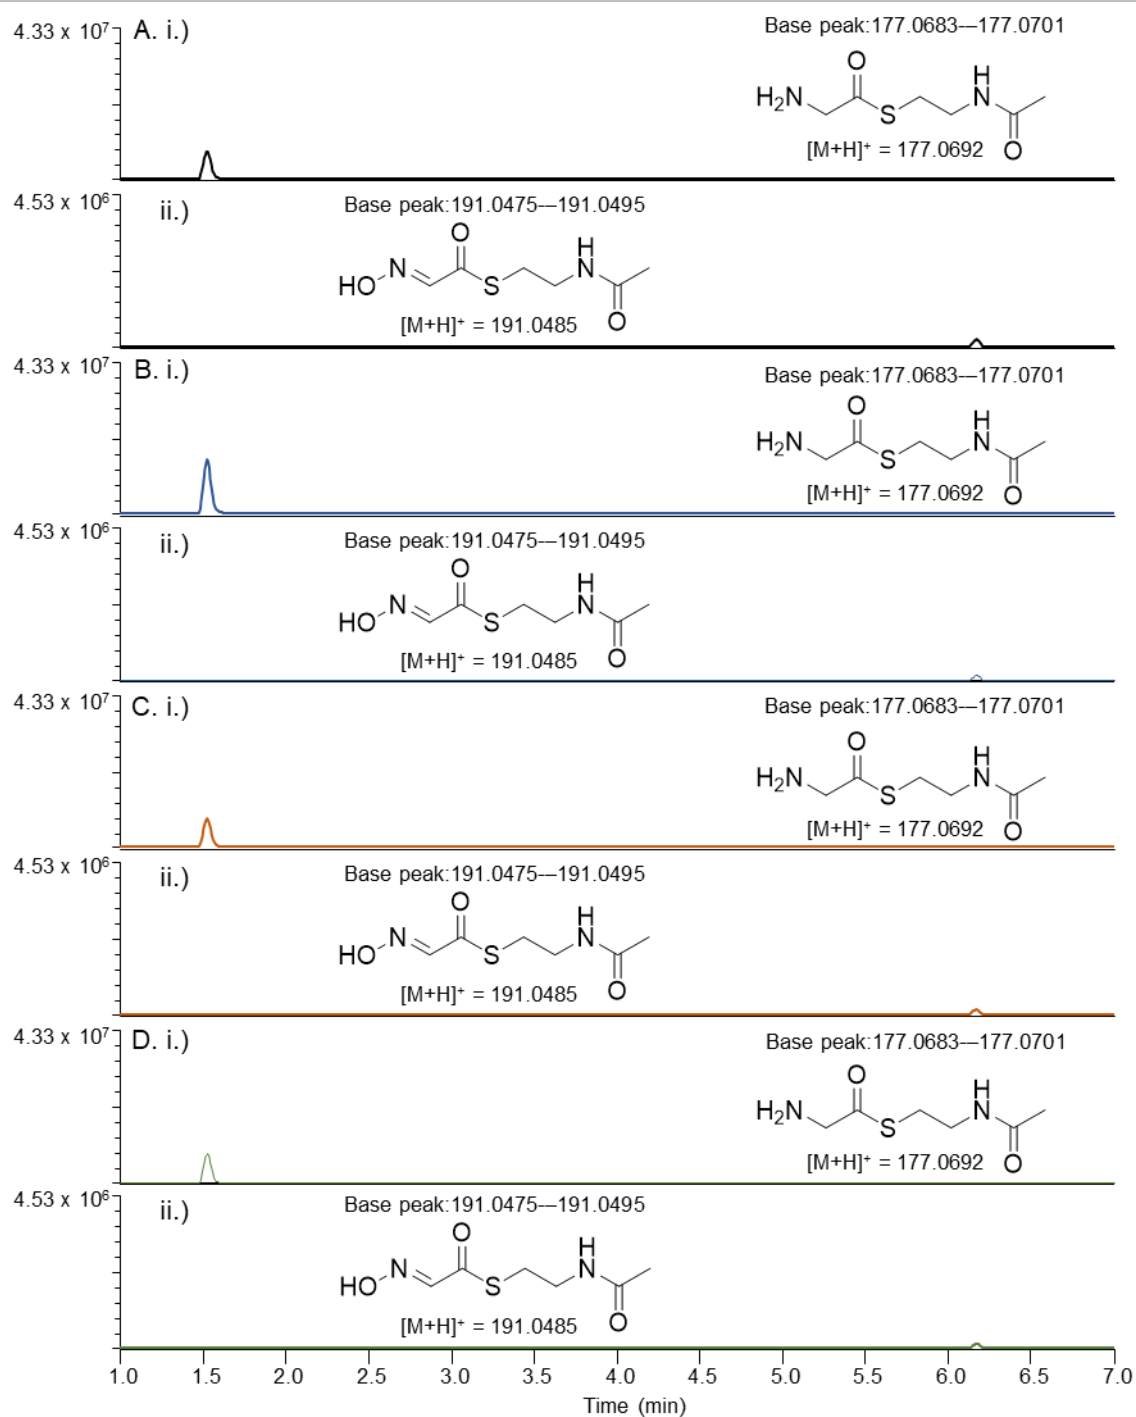 4.33 x 10⁷
A. i.)
Base peak:177.0683—177.0701
O
H
H₂N
S
N
O
[M+H]⁺ = 177.0692
4.53 x 10⁶
ii.)
Base peak:191.0475—191.0495
O
H
HO
N
S
N
O
[M+H]⁺ = 191.0485
4.33 x 10⁷
B. i.)
Base peak:177.0683—177.0701
O
H
H₂N
S
N
O
[M+H]⁺ = 177.0692
4.53 x 10⁶
ii.)
Base peak:191.0475—191.0495
O
H
HO
N
S
N
O
[M+H]⁺ = 191.0485
4.33 x 10⁷
C. i.)
Base peak:177.0683—177.0701
O
H
H₂N
S
N
O
[M+H]⁺ = 177.0692
4.53 x 10⁶
ii.)
Base peak:191.0475—191.0495
O
H
HO
N
S
N
O
[M+H]⁺ = 191.0485
4.33 x 10⁷
D. i.)
Base peak:177.0683—177.0701
O
H
H₂N
S
N
O
[M+H]⁺ = 177.0692
4.53 x 10⁶
ii.)
Base peak:191.0475—191.0495
O
H
HO
N
S
N
O
[M+H]⁺ = 191.0485
1.0 1.5 2.0 2.5 3.0 3.5 4.0 4.5 5.0 5.5 6.0 6.5 7.0
Time (min)